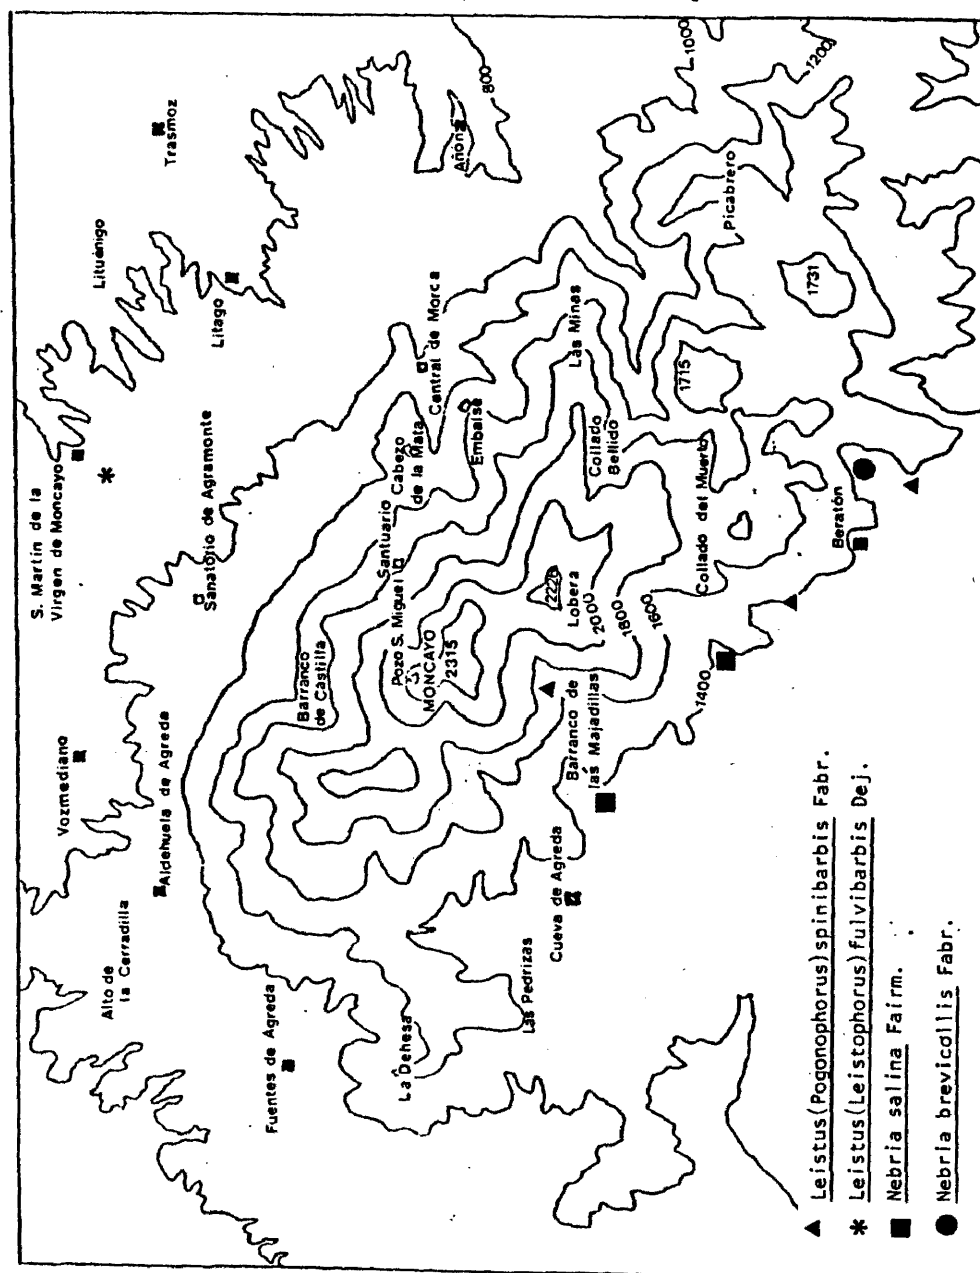 S. Martin de la
Virgen de Moncayo
Lituénigo
Trasmoz
Litago
Vozmediano
Alto de
la Cerradilla
Aldehuela de Agreda
Sanatorio de Agramonte
Fuentes de Agreda
Añon
800
1000
1200
Central de Morca
Cabezo
de la Mata
Embalse
Santuario
Pozo S. Miguel
MONCAYO
2315
Barranco
de Castilla
Las Minas
Picabrero
1731
1715
Collado
Bellido
Collado del Muerto
2226
Lobera
2000
1800
1600
1400
Beratón
Barranco de
las Majadillas
La Dehesa
Las Pedrizas
Cueva de Agreda
▲ Leistus(Pogonophorus)spinibarbis Fabr.
* Leistus(Leistophorus)fulvibarbis Dej.
■ Nebria salina Fairm.
● Nebria brevicollis Fabr.